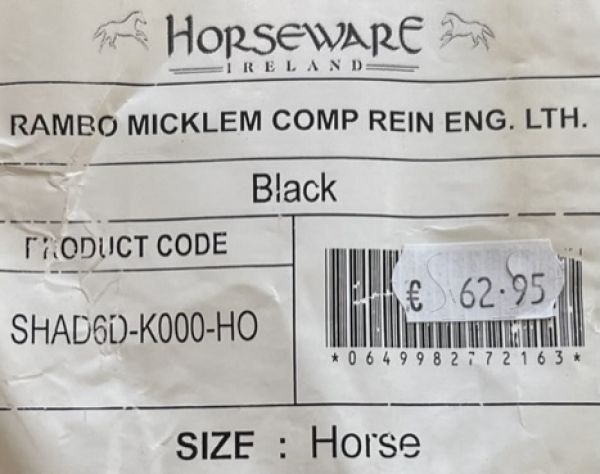 HORSEWARE
IRELAND
RAMBO MICKLEM COMP REIN ENG. LTH.
Black
PRODUCT CODE
SHAD6D-K000-HO
€ 62.95
*0649982772163*
SIZE : Horse